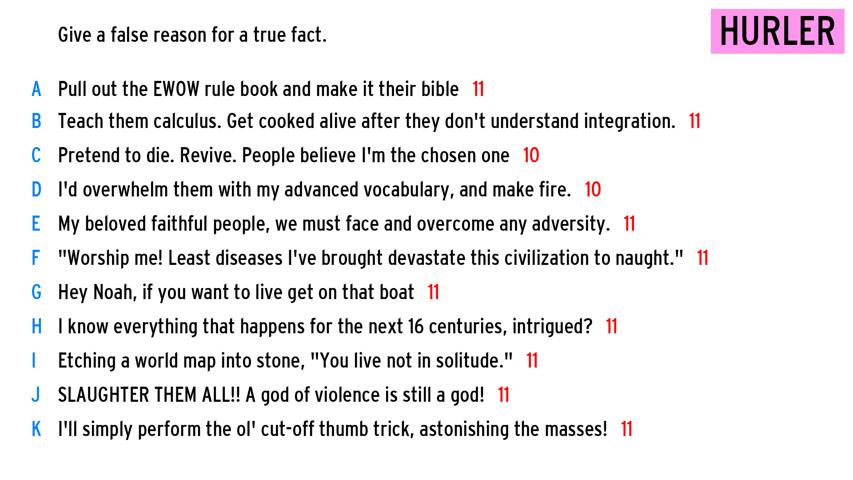 Give a false reason for a true fact.
HURLER
A Pull out the EWOW rule book and make it their bible 11
B Teach them calculus. Get cooked alive after they don't understand integration. 11
C Pretend to die. Revive. People believe I'm the chosen one 10
D I'd overwhelm them with my advanced vocabulary, and make fire. 10
E My beloved faithful people, we must face and overcome any adversity. 11
F "Worship me! Least diseases I've brought devastate this civilization to naught." 11
G Hey Noah, if you want to live get on that boat 11
H I know everything that happens for the next 16 centuries, intrigued? 11
I Etching a world map into stone, "You live not in solitude." 11
J SLAUGHTER THEM ALL!! A god of violence is still a god! 11
K I'll simply perform the ol' cut-off thumb trick, astonishing the masses! 11